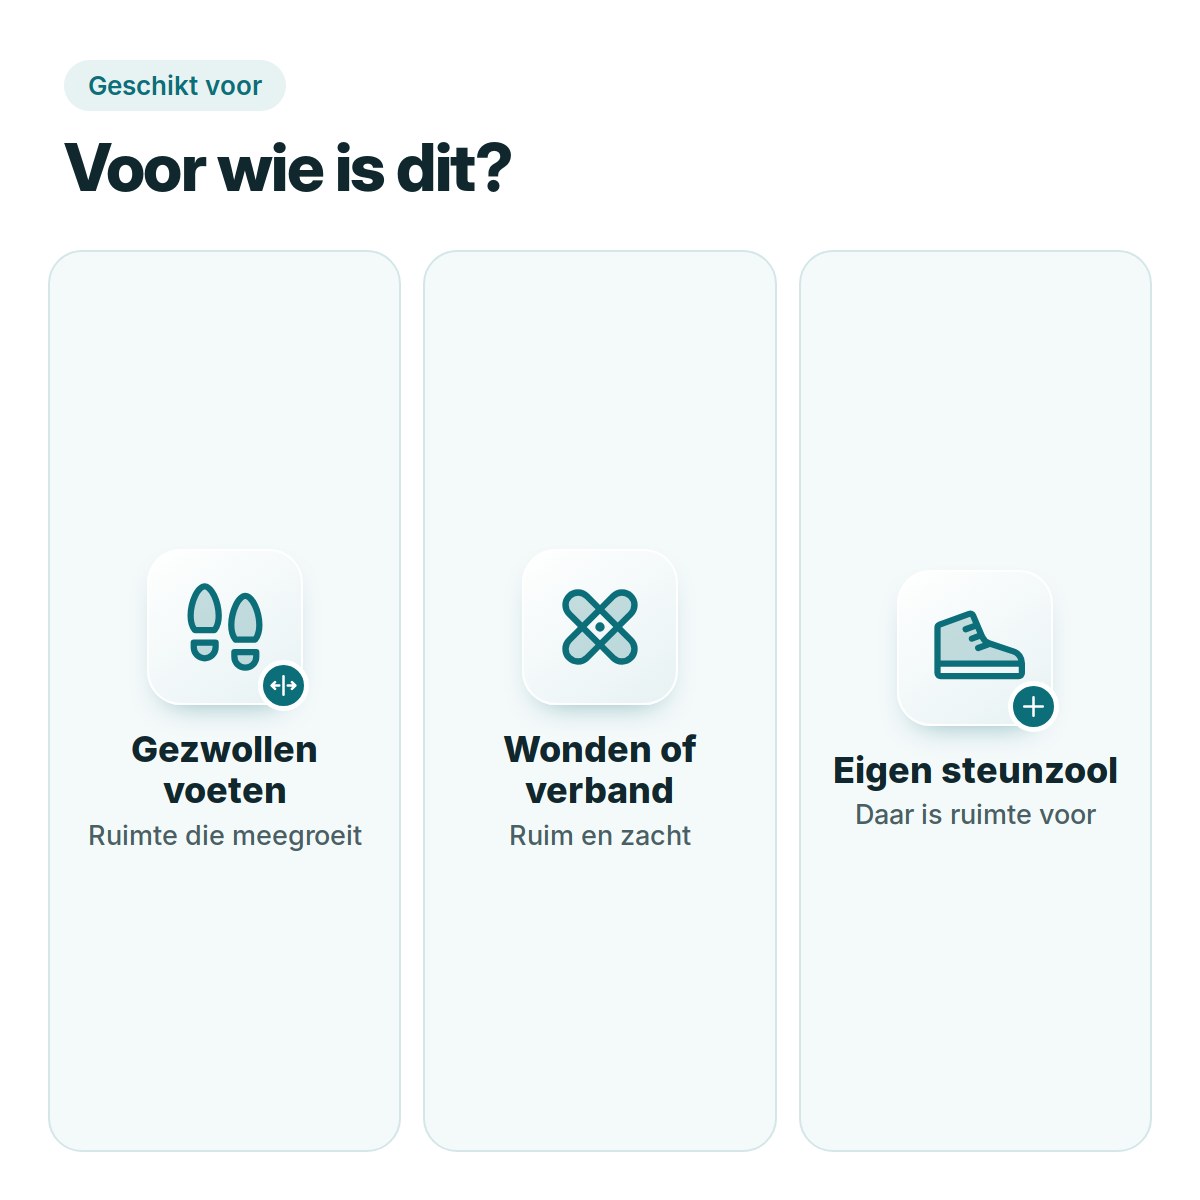 Geschikt voor
Voor wie is dit?
Gezwollen
voeten
Ruimte die meegroeit
Wonden of
verband
Ruim en zacht
Eigen steunzool
Daar is ruimte voor